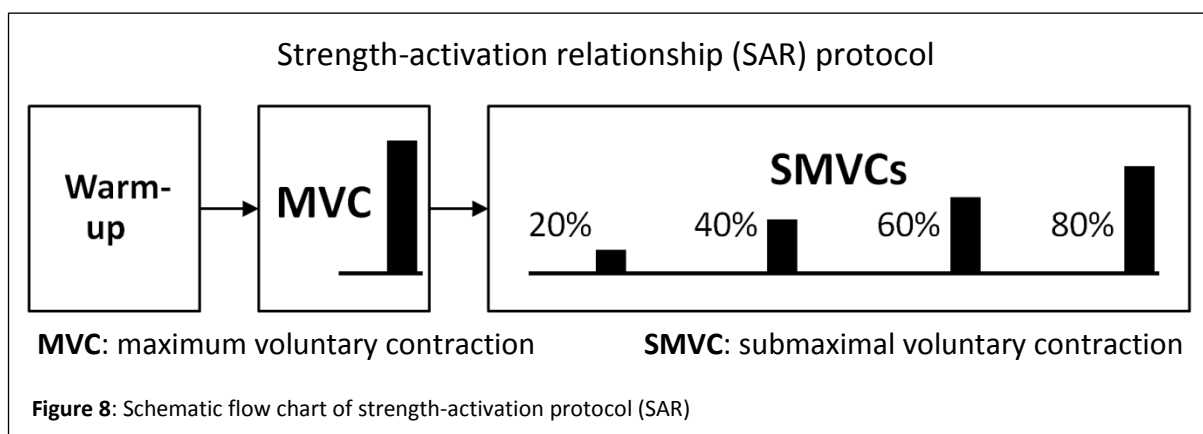 Strength-activation relationship (SAR) protocol
Warm-
up
MVC
SMVCs
20% 40% 60% 80%
MVC: maximum voluntary contraction SMVC: submaximal voluntary contraction
Figure 8: Schematic flow chart of strength-activation protocol (SAR)